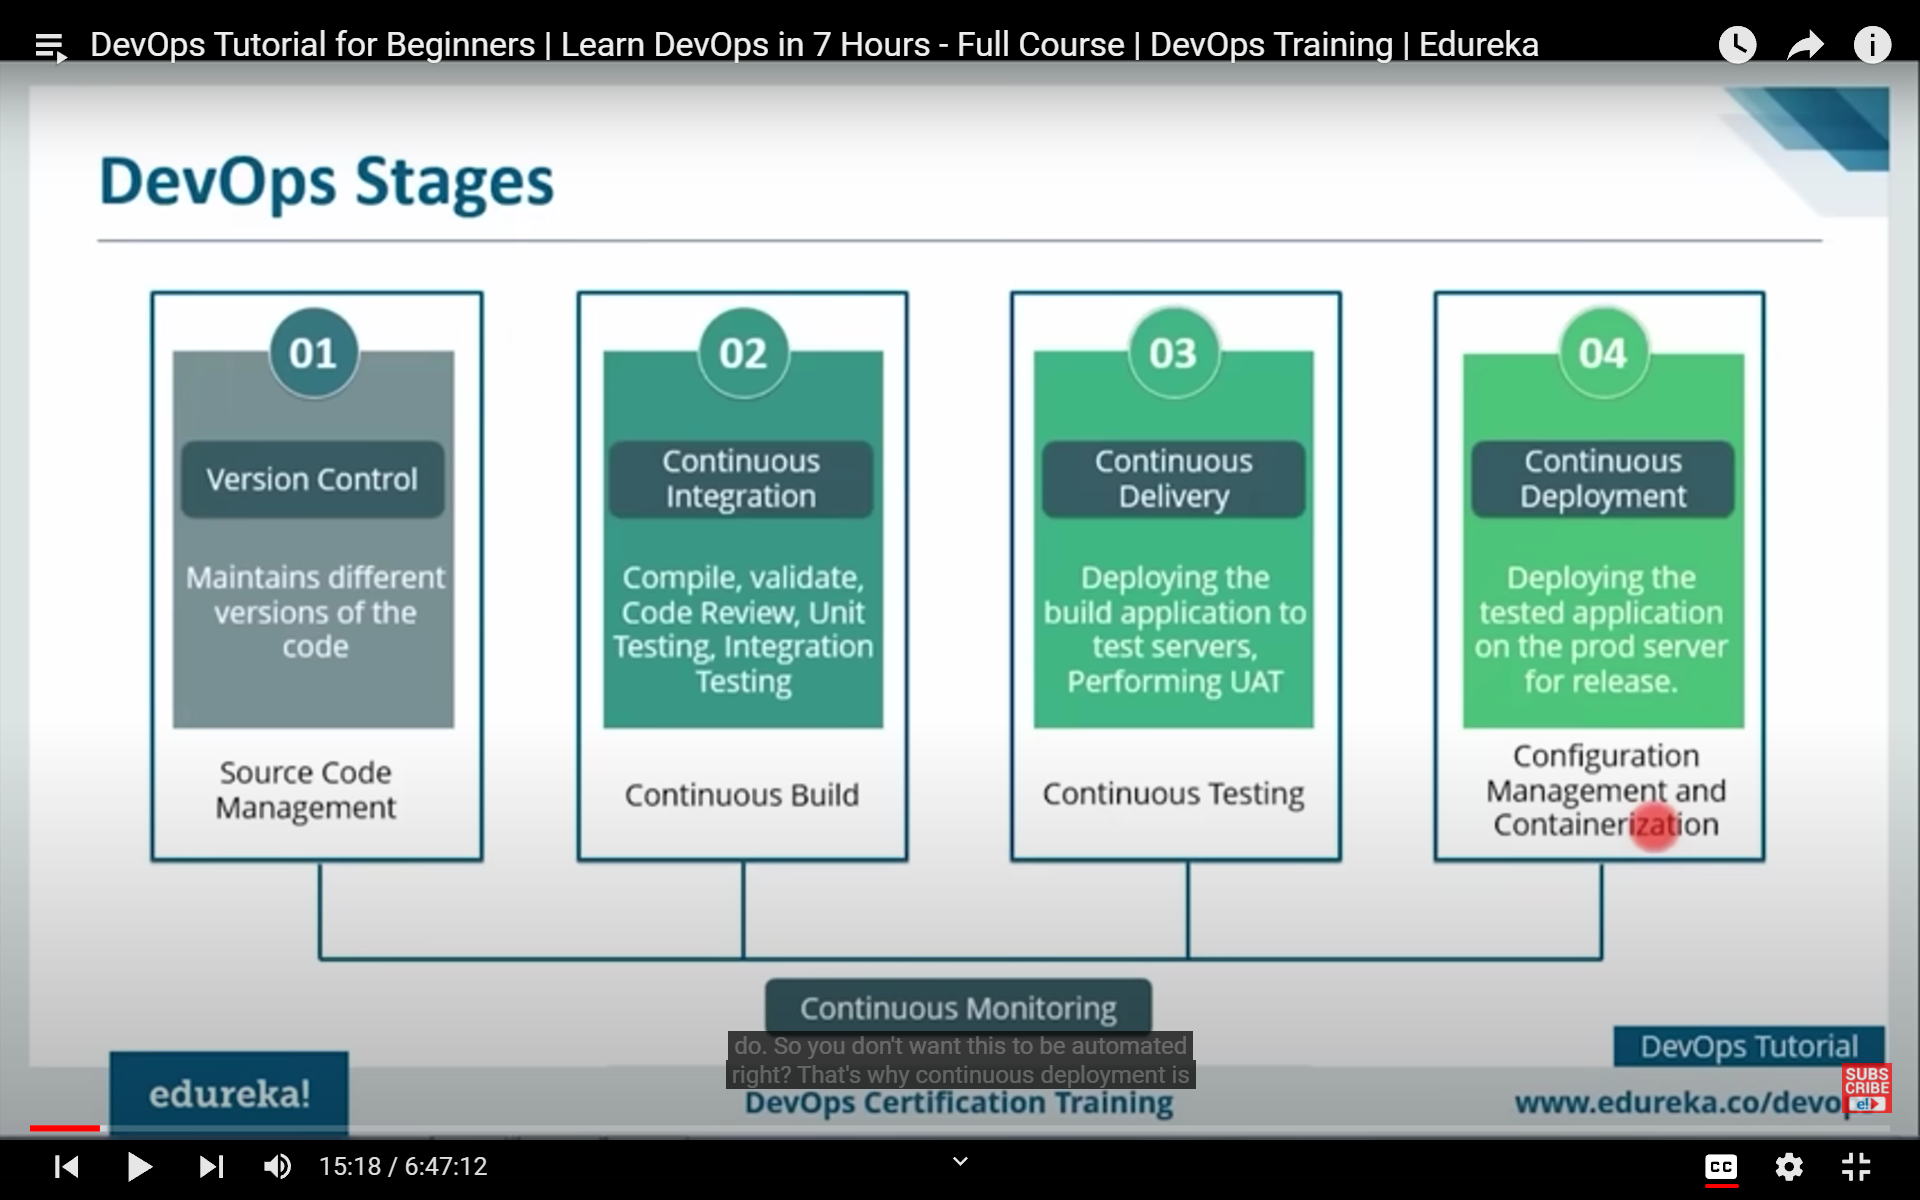 DevOps Tutorial for Beginners | Learn DevOps in 7 Hours - Full Course | DevOps Training | Edureka
DevOps Stages
01
Version Control
Maintains different
versions of the
code
Source Code
Management
02
Continuous
Integration
Compile, validate,
Code Review, Unit
Testing, Integration
Testing
Continuous Build
03
Continuous
Delivery
Deploying the
build application to
test servers,
Performing UAT
Continuous Testing
04
Continuous
Deployment
Deploying the
tested application
on the prod server
for release.
Configuration
Management and
Containerization
Continuous Monitoring
do. So you don't want this to be automated
right? That's why continuous deployment is
DevOps Tutorial
edureka!
DevOps Certification Training
www.edureka.co/devops
SUBS
CRIBE
e!
15:18 / 6:47:12
CC